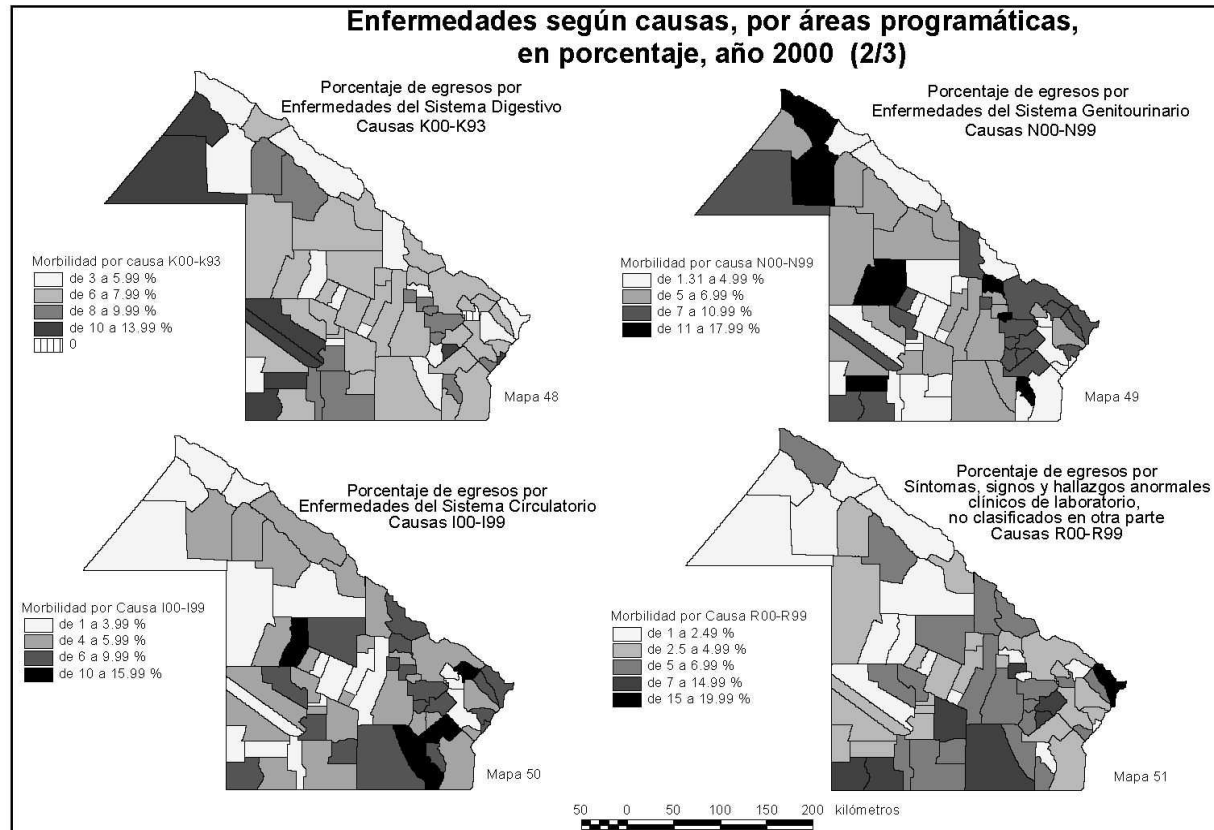 Enfermedades según causas, por áreas programáticas,
en porcentaje, año 2000 (2/3)
Porcentaje de egresos por
Enfermedades del Sistema Digestivo
Causas K00-K93
Morbilidad por causa K00-k93
de 3 a 5.99 %
de 6 a 7.99 %
de 8 a 9.99 %
de 10 a 13.99 %
0
Mapa 48
Porcentaje de egresos por
Enfermedades del Sistema Genitourinario
Causas N00-N99
Morbilidad por causa N00-N99
de 1.31 a 4.99 %
de 5 a 6.99 %
de 7 a 10.99 %
de 11 a 17.99 %
Mapa 49
Porcentaje de egresos por
Enfermedades del Sistema Circulatorio
Causas I00-I99
Morbilidad por Causa I00-I99
de 1 a 3.99 %
de 4 a 5.99 %
de 6 a 9.99 %
de 10 a 15.99 %
Mapa 50
Porcentaje de egresos por
Síntomas, signos y hallazgos anormales
clínicos de laboratorio,
no clasificados en otra parte
Causas R00-R99
Morbilidad por Causa R00-R99
de 1 a 2.49 %
de 2.5 a 4.99 %
de 5 a 6.99 %
de 7 a 14.99 %
de 15 a 19.99 %
Mapa 51
50 0 50 100 150 200 kilómetros